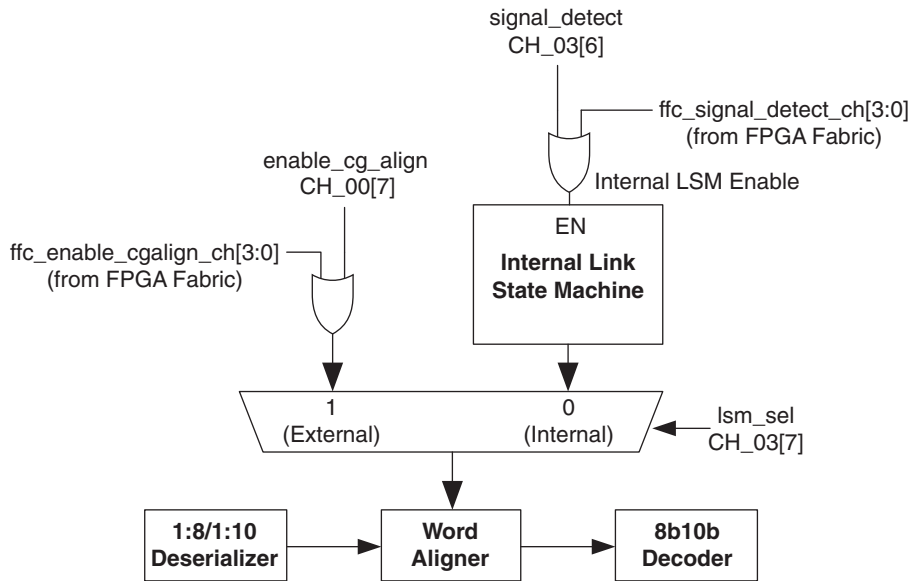 signal_detect
CH_03[6]
ffc_signal_detect_ch[3:0]
(from FPGA Fabric)
enable_cg_align
CH_00[7]
Internal LSM Enable
ffc_enable_cgalign_ch[3:0]
(from FPGA Fabric)
EN
Internal Link
State Machine
1
(External)
0
(Internal)
lsm_sel
CH_03[7]
1:8/1:10
Deserializer
Word
Aligner
8b10b
Decoder